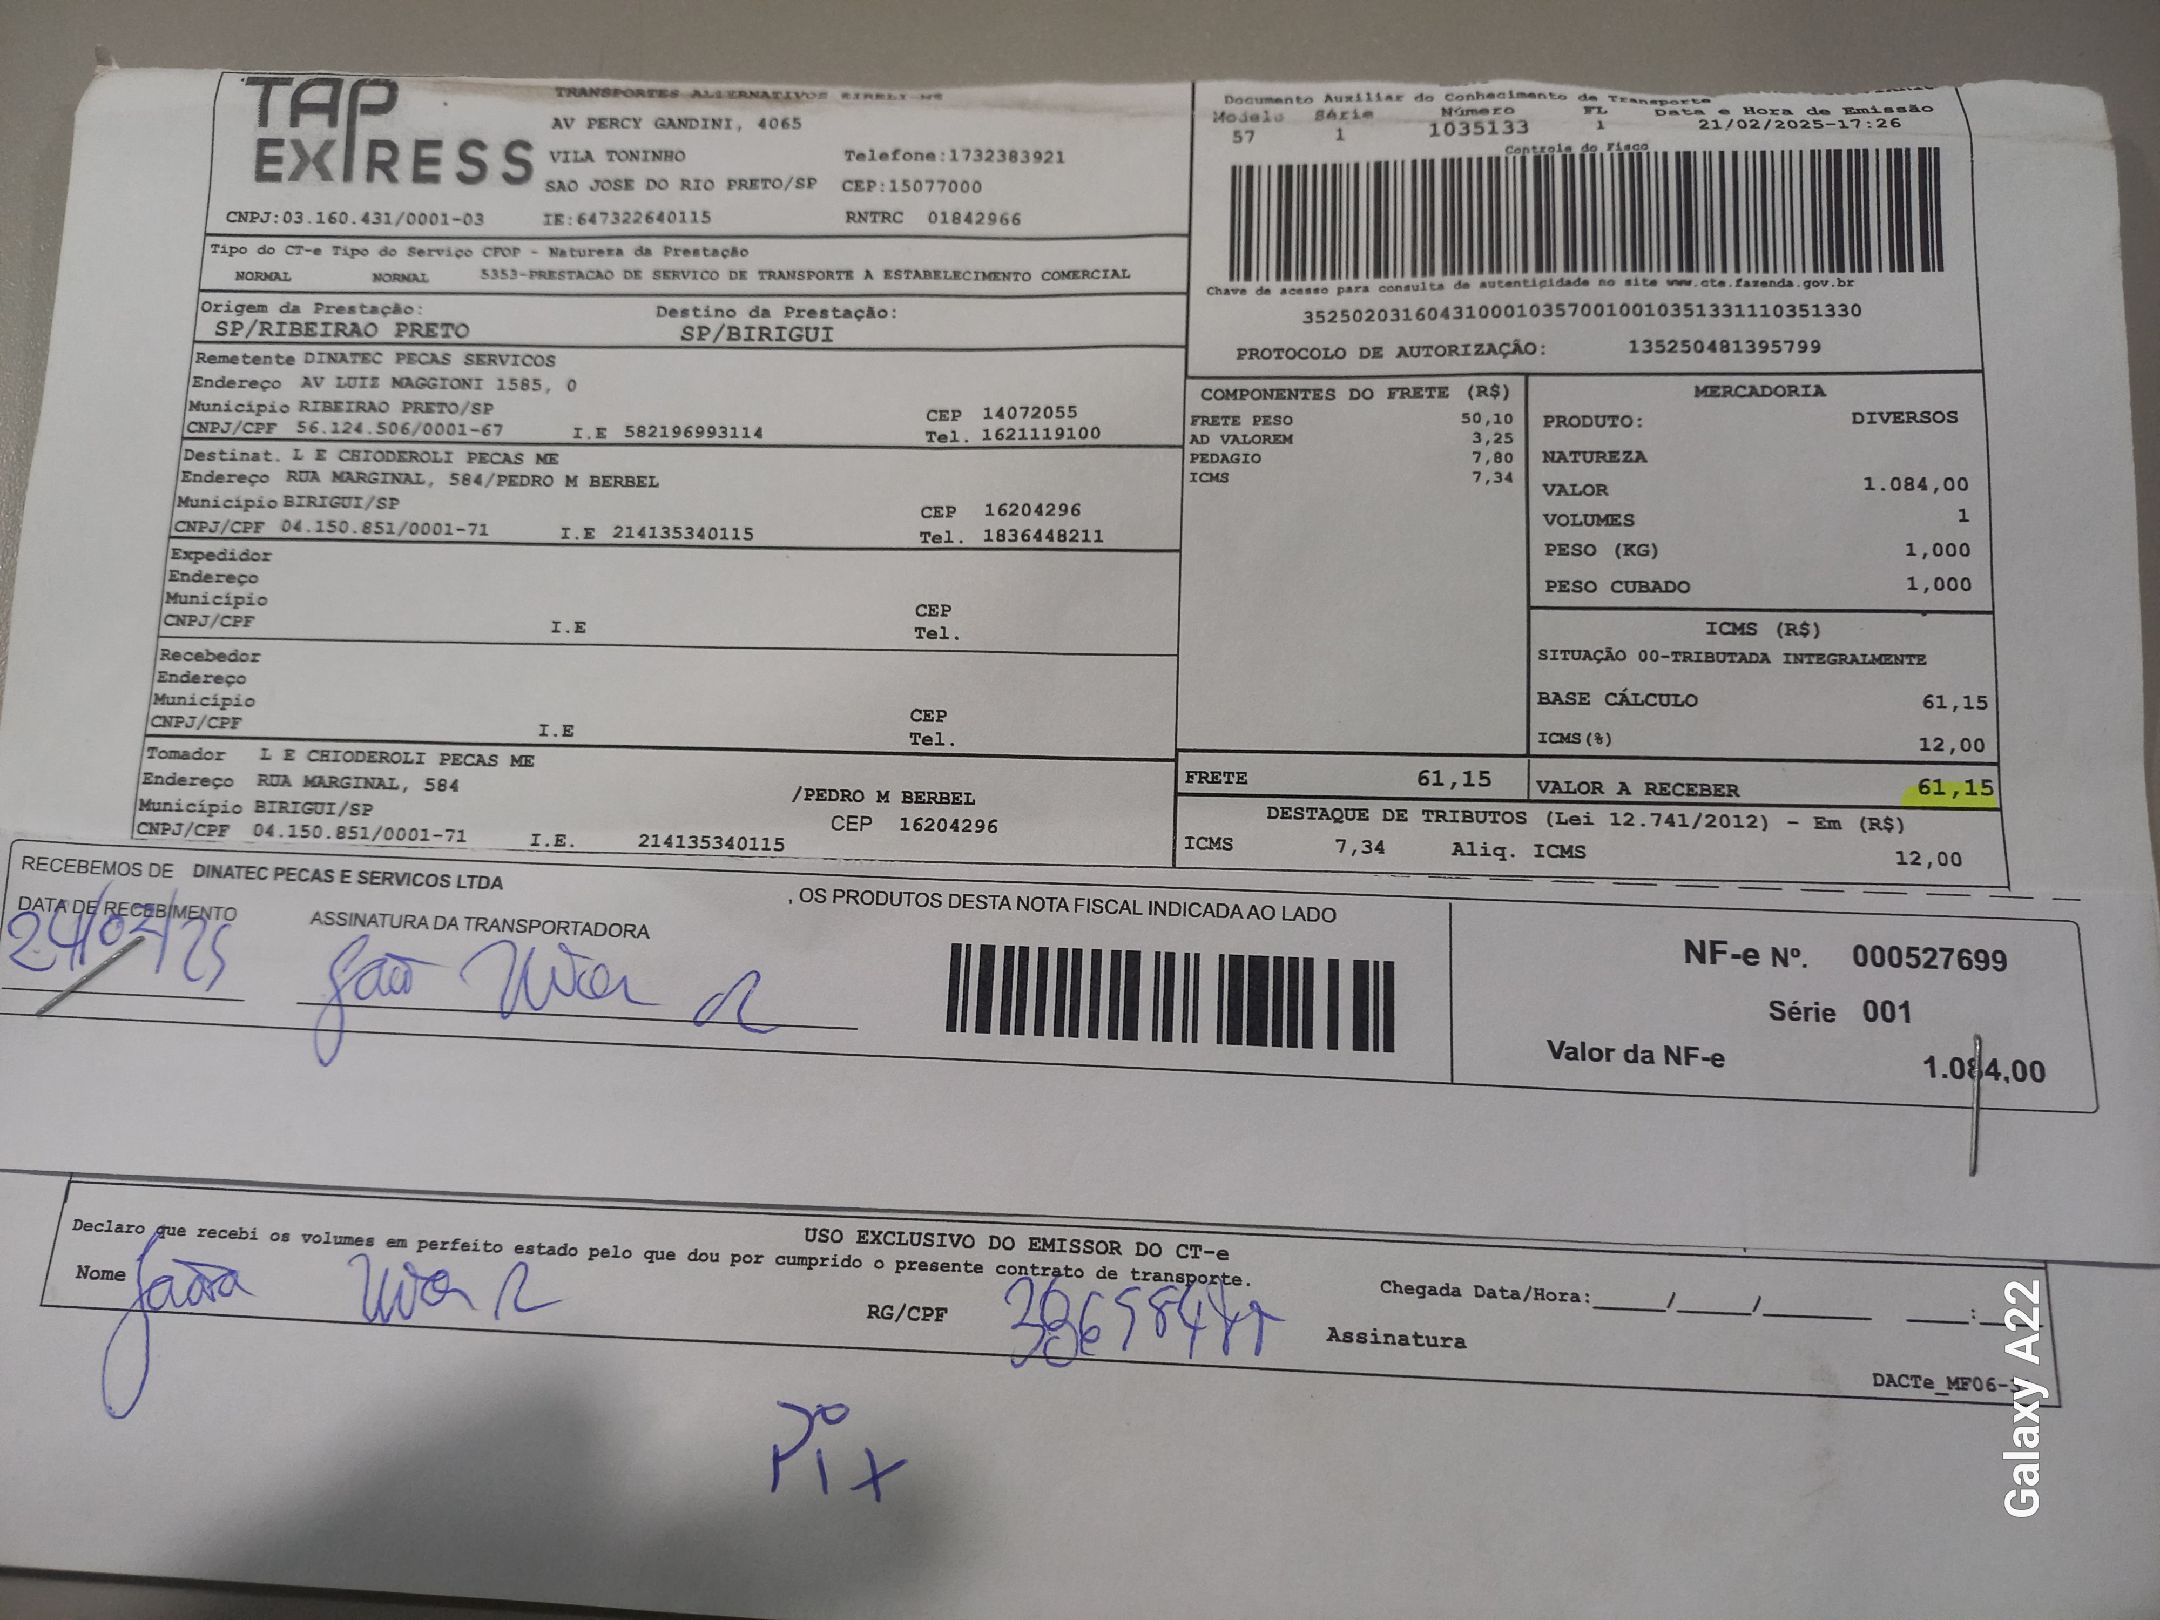 TAP EXPRESS
TRANSPORTES ALTERNATIVOS EIRELI ME
AV PERCY GANDINI, 4065
VILA TONINHO Telefone:1732383921
SAO JOSE DO RIO PRETO/SP CEP:15077000
CNPJ:03.160.431/0001-03 IE:647322640115 RNTRC 01842966
Documento Auxiliar do Conhecimento de Transporte
Modelo Série Número FL Data e Hora de Emissão
57 1 1035133 1 21/02/2025-17:26
Controle do Fisco
Chave de acesso para consulta de autenticidade no site www.cte.fazenda.gov.br
35250203160431000103570010010351331110351330
PROTOCOLO DE AUTORIZAÇÃO: 135250481395799
Tipo do CT-e Tipo do Serviço CFOP - Natureza da Prestação
NORMAL NORMAL 5353-PRESTACAO DE SERVICO DE TRANSPORTE A ESTABELECIMENTO COMERCIAL
Origem da Prestação: Destino da Prestação:
SP/RIBEIRAO PRETO SP/BIRIGUI
Remetente DINATEC PECAS SERVICOS
Endereço AV LUIZ MAGGIONI 1585, 0
Município RIBEIRAO PRETO/SP CEP 14072055
CNPJ/CPF 56.124.506/0001-67 I.E 582196993114 Tel. 1621119100
Destinat. L E CHIODEROLI PECAS ME
Endereço RUA MARGINAL, 584/PEDRO M BERBEL
Município BIRIGUI/SP CEP 16204296
CNPJ/CPF 04.150.851/0001-71 I.E 214135340115 Tel. 1836448211
Expedidor
Endereço
Município CEP
CNPJ/CPF I.E Tel.
Recebedor
Endereço
Município CEP
CNPJ/CPF I.E Tel.
Tomador L E CHIODEROLI PECAS ME
Endereço RUA MARGINAL, 584 /PEDRO M BERBEL
Município BIRIGUI/SP CEP 16204296
CNPJ/CPF 04.150.851/0001-71 I.E. 214135340115
COMPONENTES DO FRETE (R$)
FRETE PESO 50,10
AD VALOREM 3,25
PEDAGIO 7,80
ICMS 7,34
MERCADORIA
PRODUTO: DIVERSOS
NATUREZA
VALOR 1.084,00
VOLUMES 1
PESO (KG) 1,000
PESO CUBADO 1,000
ICMS (R$)
SITUAÇÃO 00-TRIBUTADA INTEGRALMENTE
BASE CÁLCULO 61,15
ICMS(%) 12,00
FRETE 61,15 VALOR A RECEBER 61,15
DESTAQUE DE TRIBUTOS (Lei 12.741/2012) - Em (R$)
ICMS 7,34 Aliq. ICMS 12,00
RECEBEMOS DE DINATEC PECAS E SERVICOS LTDA , OS PRODUTOS DESTA NOTA FISCAL INDICADA AO LADO
DATA DE RECEBIMENTO ASSINATURA DA TRANSPORTADORA
24/02/25 João
NF-e Nº. 000527699
Série 001
Valor da NF-e 1.084,00
USO EXCLUSIVO DO EMISSOR DO CT-e
Declaro que recebi os volumes em perfeito estado pelo que dou por cumprido o presente contrato de transporte.
Nome RG/CPF Chegada Data/Hora:_____/_____/_______ ____:____
Assinatura
DACTe_MF06-
Pix
Galaxy A22